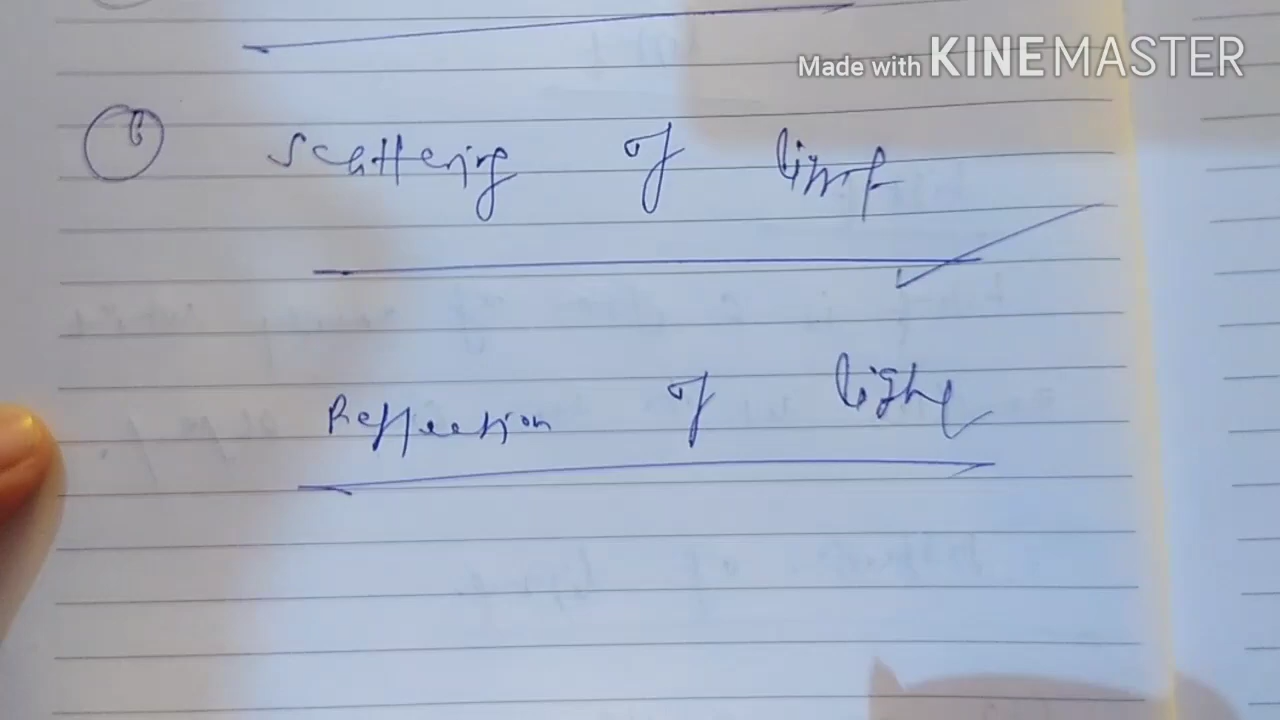 Made with KINEMASTER
6 Scattering of light
Reflection of light